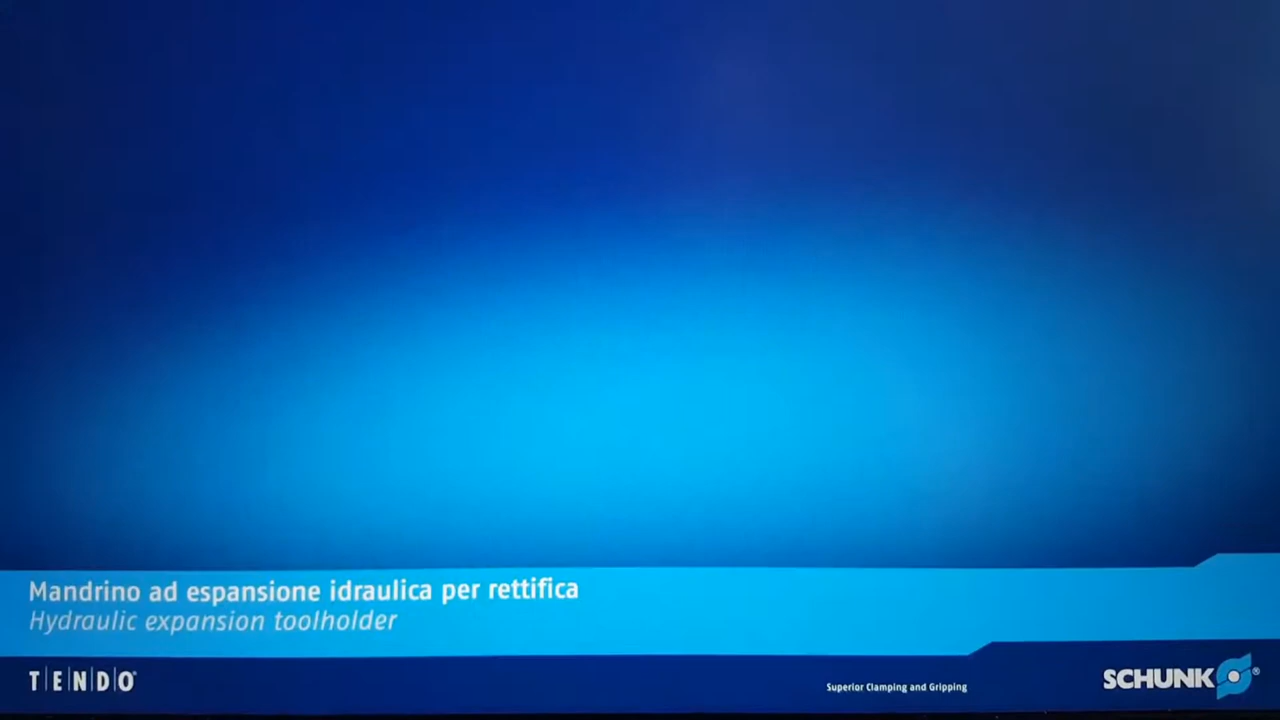 Mandrino ad espansione idraulica per rettifica
Hydraulic expansion toolholder
TENDO®
Superior Clamping and Gripping
SCHUNK®